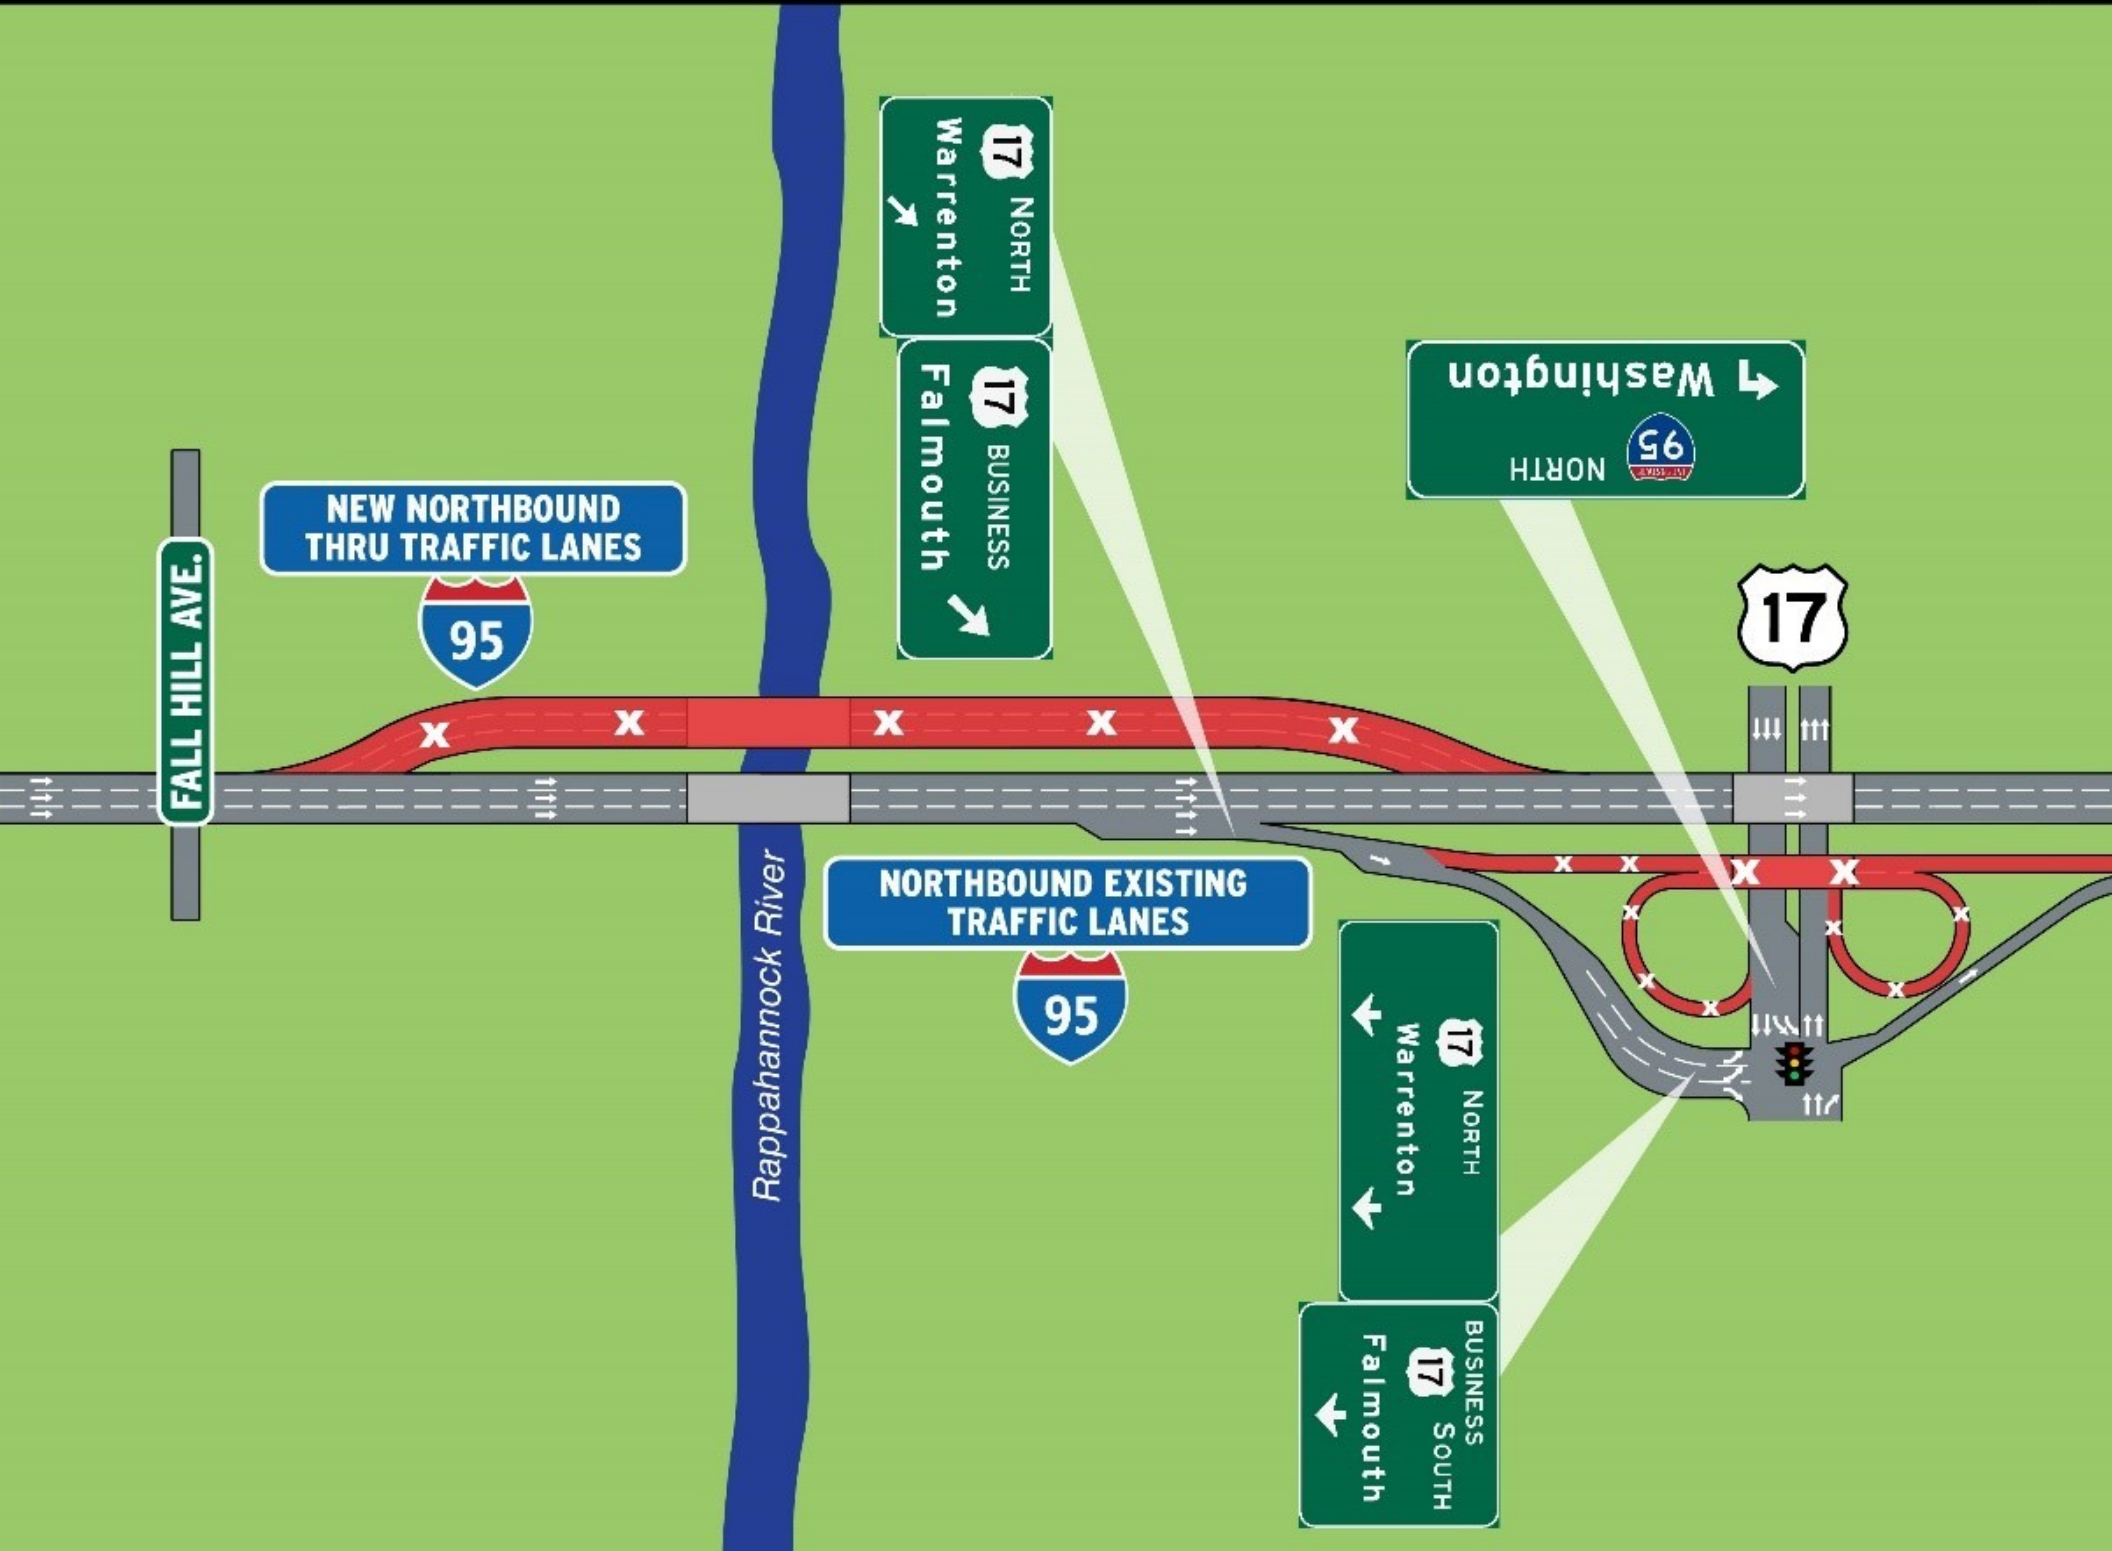 17 NORTH
Warrenton
17 BUSINESS
Falmouth
NORTH 95
Washington
NEW NORTHBOUND
THRU TRAFFIC LANES
95
FALL HILL AVE.
17
NORTHBOUND EXISTING
TRAFFIC LANES
95
Rappahannock River
X X X X X
X X X X
X X X X X X X
17 NORTH
Warrenton
BUSINESS
17 SOUTH
Falmouth